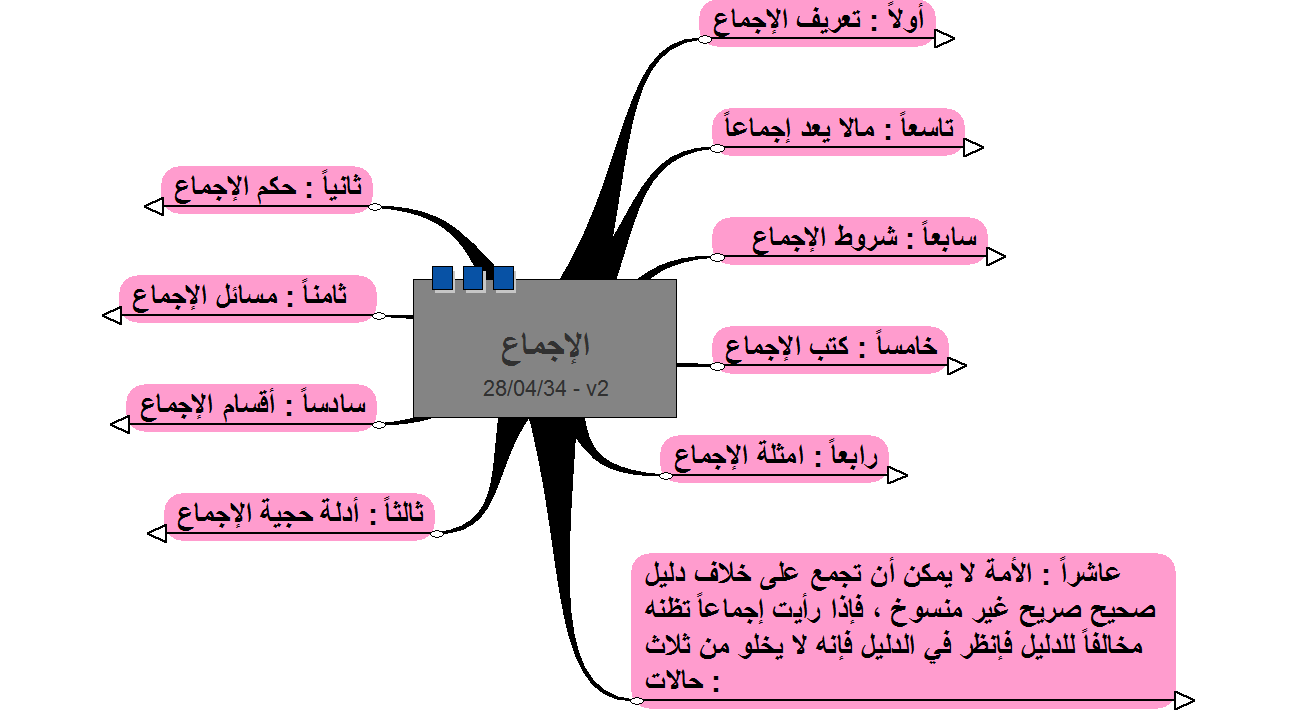 أولاً : تعريف الإجماع
تاسعاً : مالا يعد إجماعاً
ثانياً : حكم الإجماع
سابعاً : شروط الإجماع
ثامناً : مسائل الإجماع
الإجماع
28/04/34 - v2
خامساً : كتب الإجماع
سادساً : أقسام الإجماع
رابعاً : امثلة الإجماع
ثالثاً : أدلة حجية الإجماع
عاشراً : الأمة لا يمكن أن تجمع على خلاف دليل
صحيح صريح غير منسوخ ، فإذا رأيت إجماعاً تظنه
مخالفاً للدليل فإنظر في الدليل فإنه لا يخلو من ثلاث
حالات :